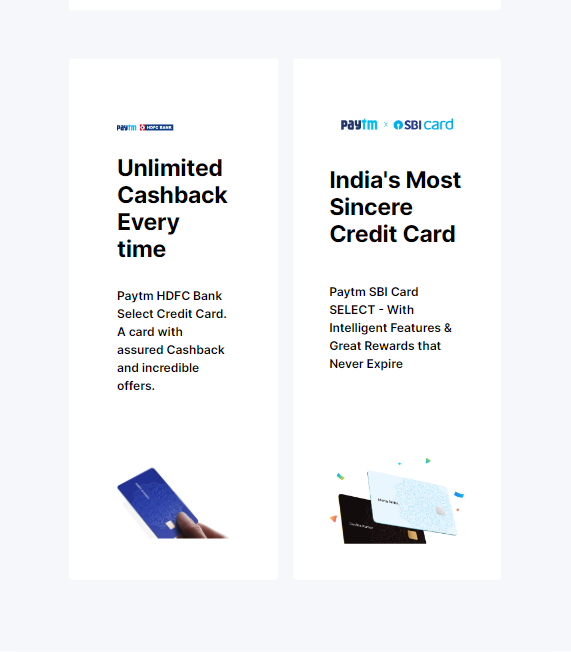 paytm HDFC BANK
Unlimited
Cashback
Every
time
Paytm HDFC Bank
Select Credit Card.
A card with
assured Cashback
and incredible
offers.
paytm x SBI card
India's Most
Sincere
Credit Card
Paytm SBI Card
SELECT - With
Intelligent Features &
Great Rewards that
Never Expire